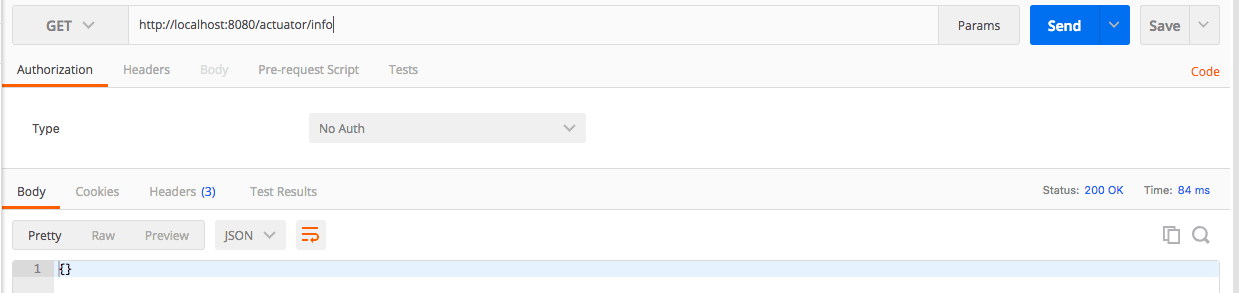 GET http://localhost:8080/actuator/info Params Send Save
Authorization Headers Body Pre-request Script Tests Code
Type No Auth
Body Cookies Headers (3) Test Results Status: 200 OK Time: 84 ms
Pretty Raw Preview JSON
1 {}